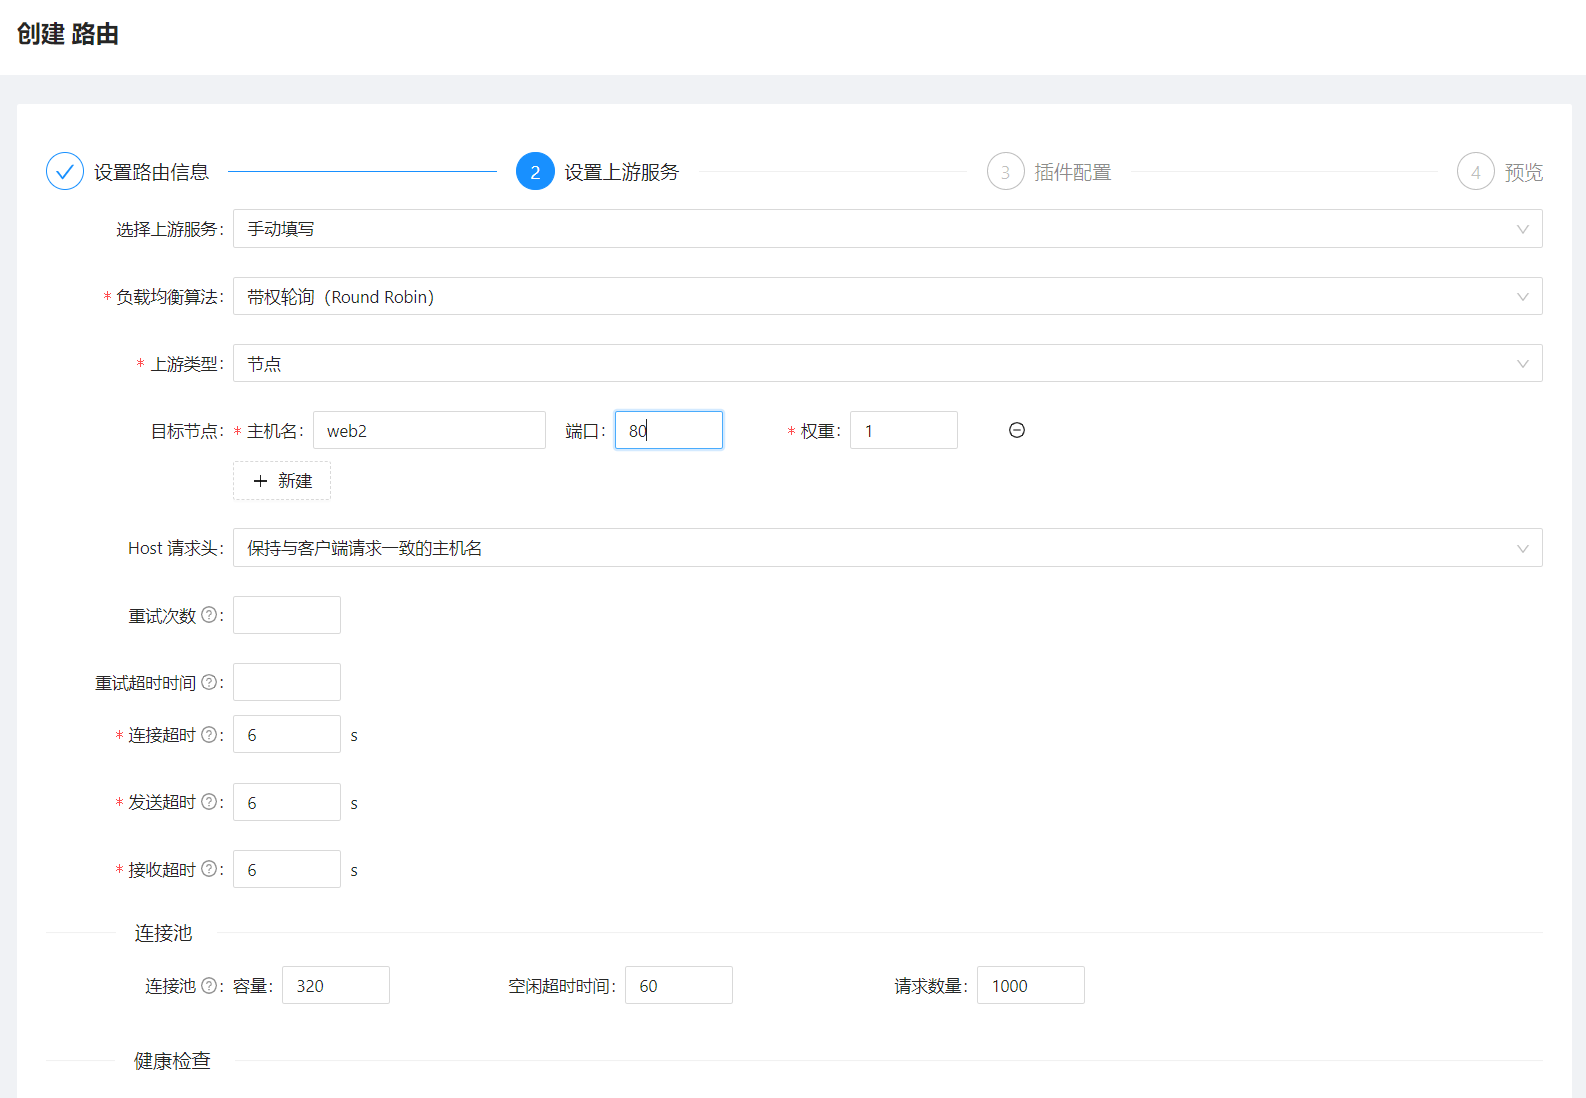 创建 路由
设置路由信息 2 设置上游服务 3 插件配置 4 预览
选择上游服务: 手动填写
* 负载均衡算法: 带权轮询（Round Robin）
* 上游类型: 节点
目标节点: * 主机名: web2 端口: 80 * 权重: 1
+ 新建
Host 请求头: 保持与客户端请求一致的主机名
重试次数 ?:
重试超时时间 ?:
* 连接超时 ?: 6 s
* 发送超时 ?: 6 s
* 接收超时 ?: 6 s
连接池
连接池 ?: 容量: 320 空闲超时时间: 60 请求数量: 1000
健康检查